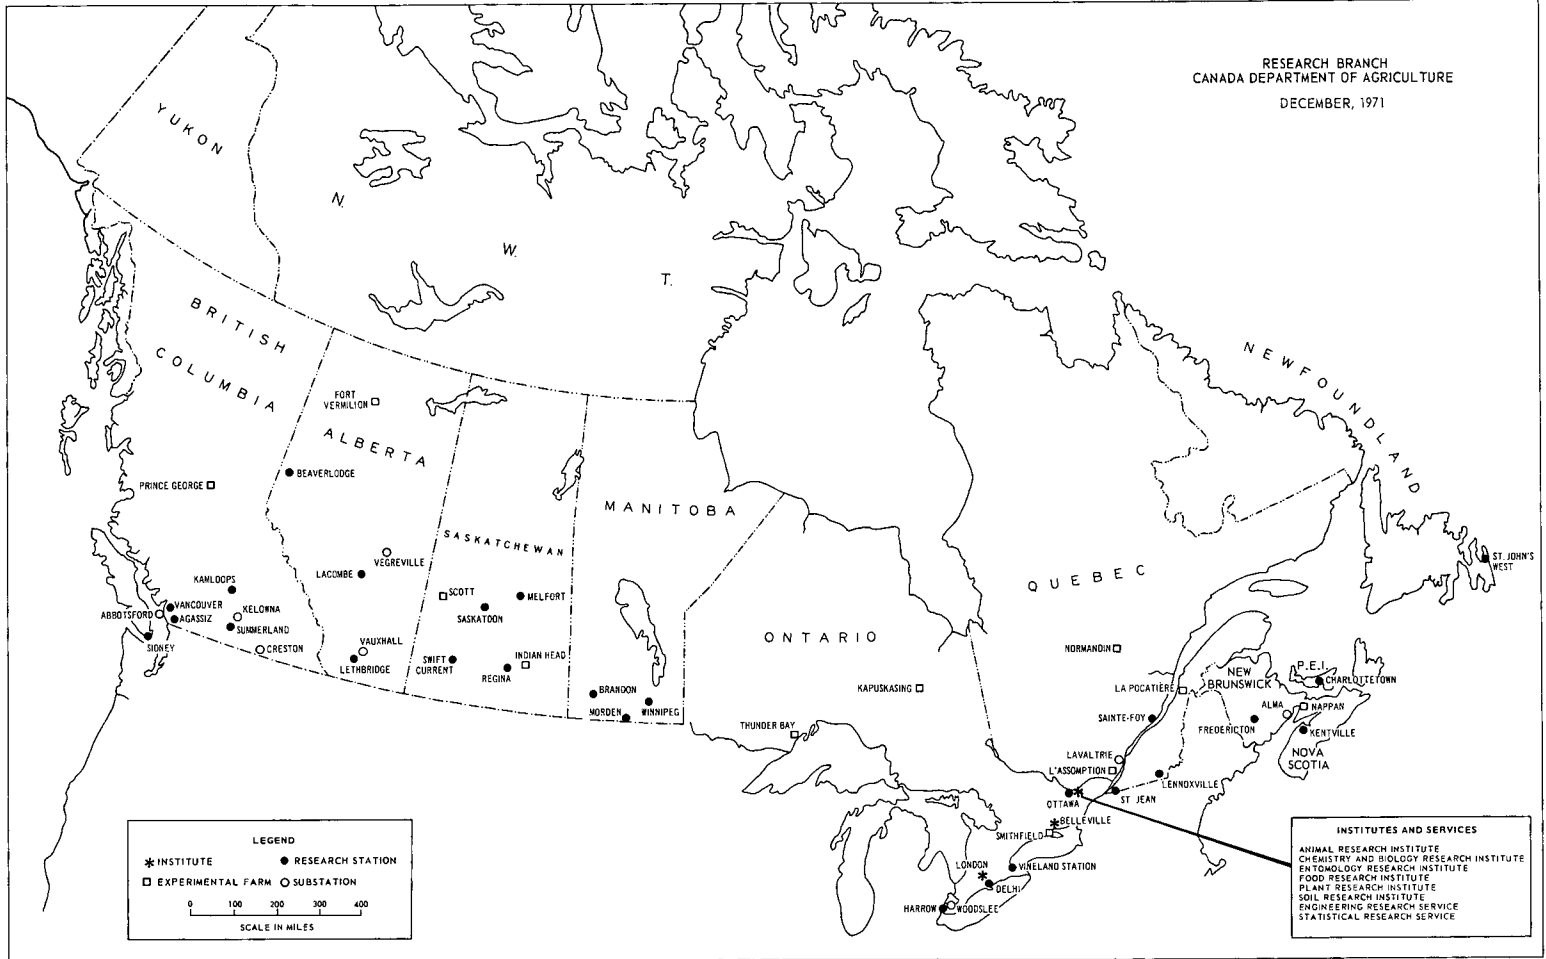 RESEARCH BRANCH
CANADA DEPARTMENT OF AGRICULTURE
DECEMBER, 1971
YUKON
N. W. T.
BRITISH
COLUMBIA
NEWFOUNDLAND
FORT
VERMILION
ALBERTA
BEAVERLODGE
PRINCE GEORGE
MANITOBA
SASKATCHEWAN
VEGREVILLE
LACOMBE
ST. JOHN'S
WEST
QUEBEC
KAMLOOPS
SCOTT
MELFORT
VANCOUVER
KELOWNA
ABBOTSFORD
AGASSIZ
SASKATOON
SUMMERLAND
ONTARIO
SIDNEY
CRESTON
VAUXHALL
NORMANDIN
LETHBRIDGE
SWIFT
CURRENT
INDIAN HEAD
REGINA
P.E.I.
NEW
BRUNSWICK
CHARLOTTETOWN
KAPUSKASING
LA POCATIÈRE
BRANDON
MORDEN
WINNIPEG
ALMA
NAPPAN
SAINTE-FOY
THUNDER BAY
FREDERICTON
KENTVILLE
NOVA
SCOTIA
LAVALTRIE
L'ASSOMPTION
LENNOXVILLE
OTTAWA
ST JEAN
BELLEVILLE
SMITHFIELD
LONDON
VINELAND STATION
DELHI
HARROW
WOODSLEE
LEGEND
INSTITUTE
RESEARCH STATION
EXPERIMENTAL FARM
SUBSTATION
0 100 200 300 400
SCALE IN MILES
INSTITUTES AND SERVICES
ANIMAL RESEARCH INSTITUTE
CHEMISTRY AND BIOLOGY RESEARCH INSTITUTE
ENTOMOLOGY RESEARCH INSTITUTE
FOOD RESEARCH INSTITUTE
PLANT RESEARCH INSTITUTE
SOIL RESEARCH INSTITUTE
ENGINEERING RESEARCH SERVICE
STATISTICAL RESEARCH SERVICE